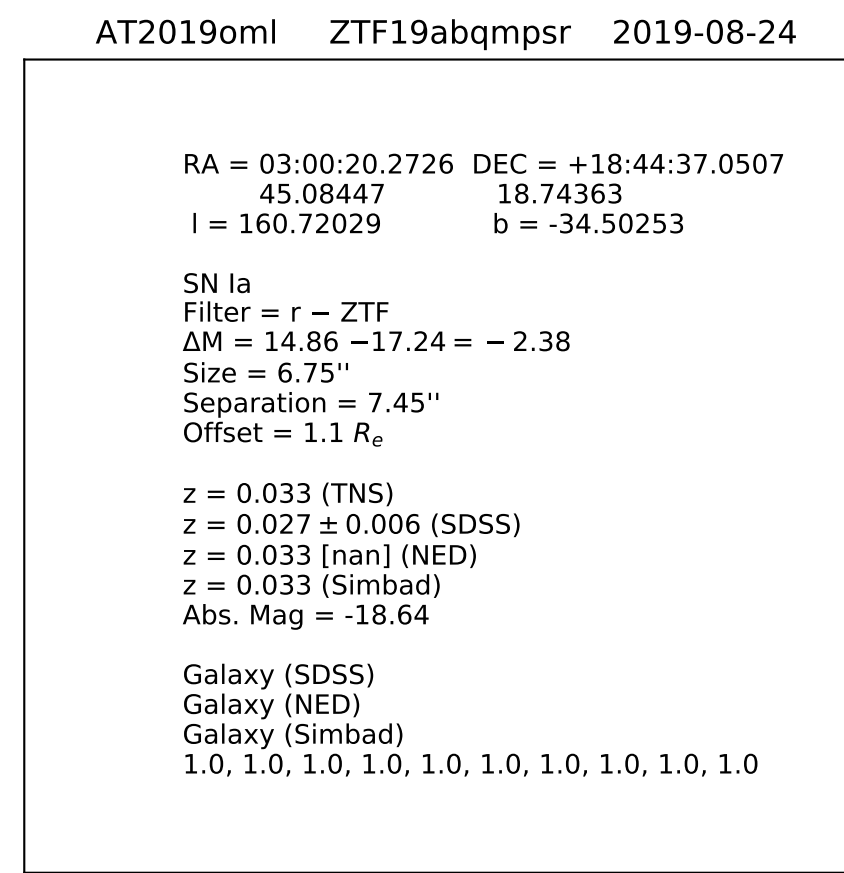 AT2019oml ZTF19abqmpsr 2019-08-24
RA = 03:00:20.2726 DEC = +18:44:37.0507
45.08447 18.74363
l = 160.72029 b = -34.50253
SN Ia
Filter = r − ZTF
ΔM = 14.86 −17.24 = − 2.38
Size = 6.75''
Separation = 7.45''
Offset = 1.1 Re
z = 0.033 (TNS)
z = 0.027 ± 0.006 (SDSS)
z = 0.033 [nan] (NED)
z = 0.033 (Simbad)
Abs. Mag = -18.64
Galaxy (SDSS)
Galaxy (NED)
Galaxy (Simbad)
1.0, 1.0, 1.0, 1.0, 1.0, 1.0, 1.0, 1.0, 1.0, 1.0